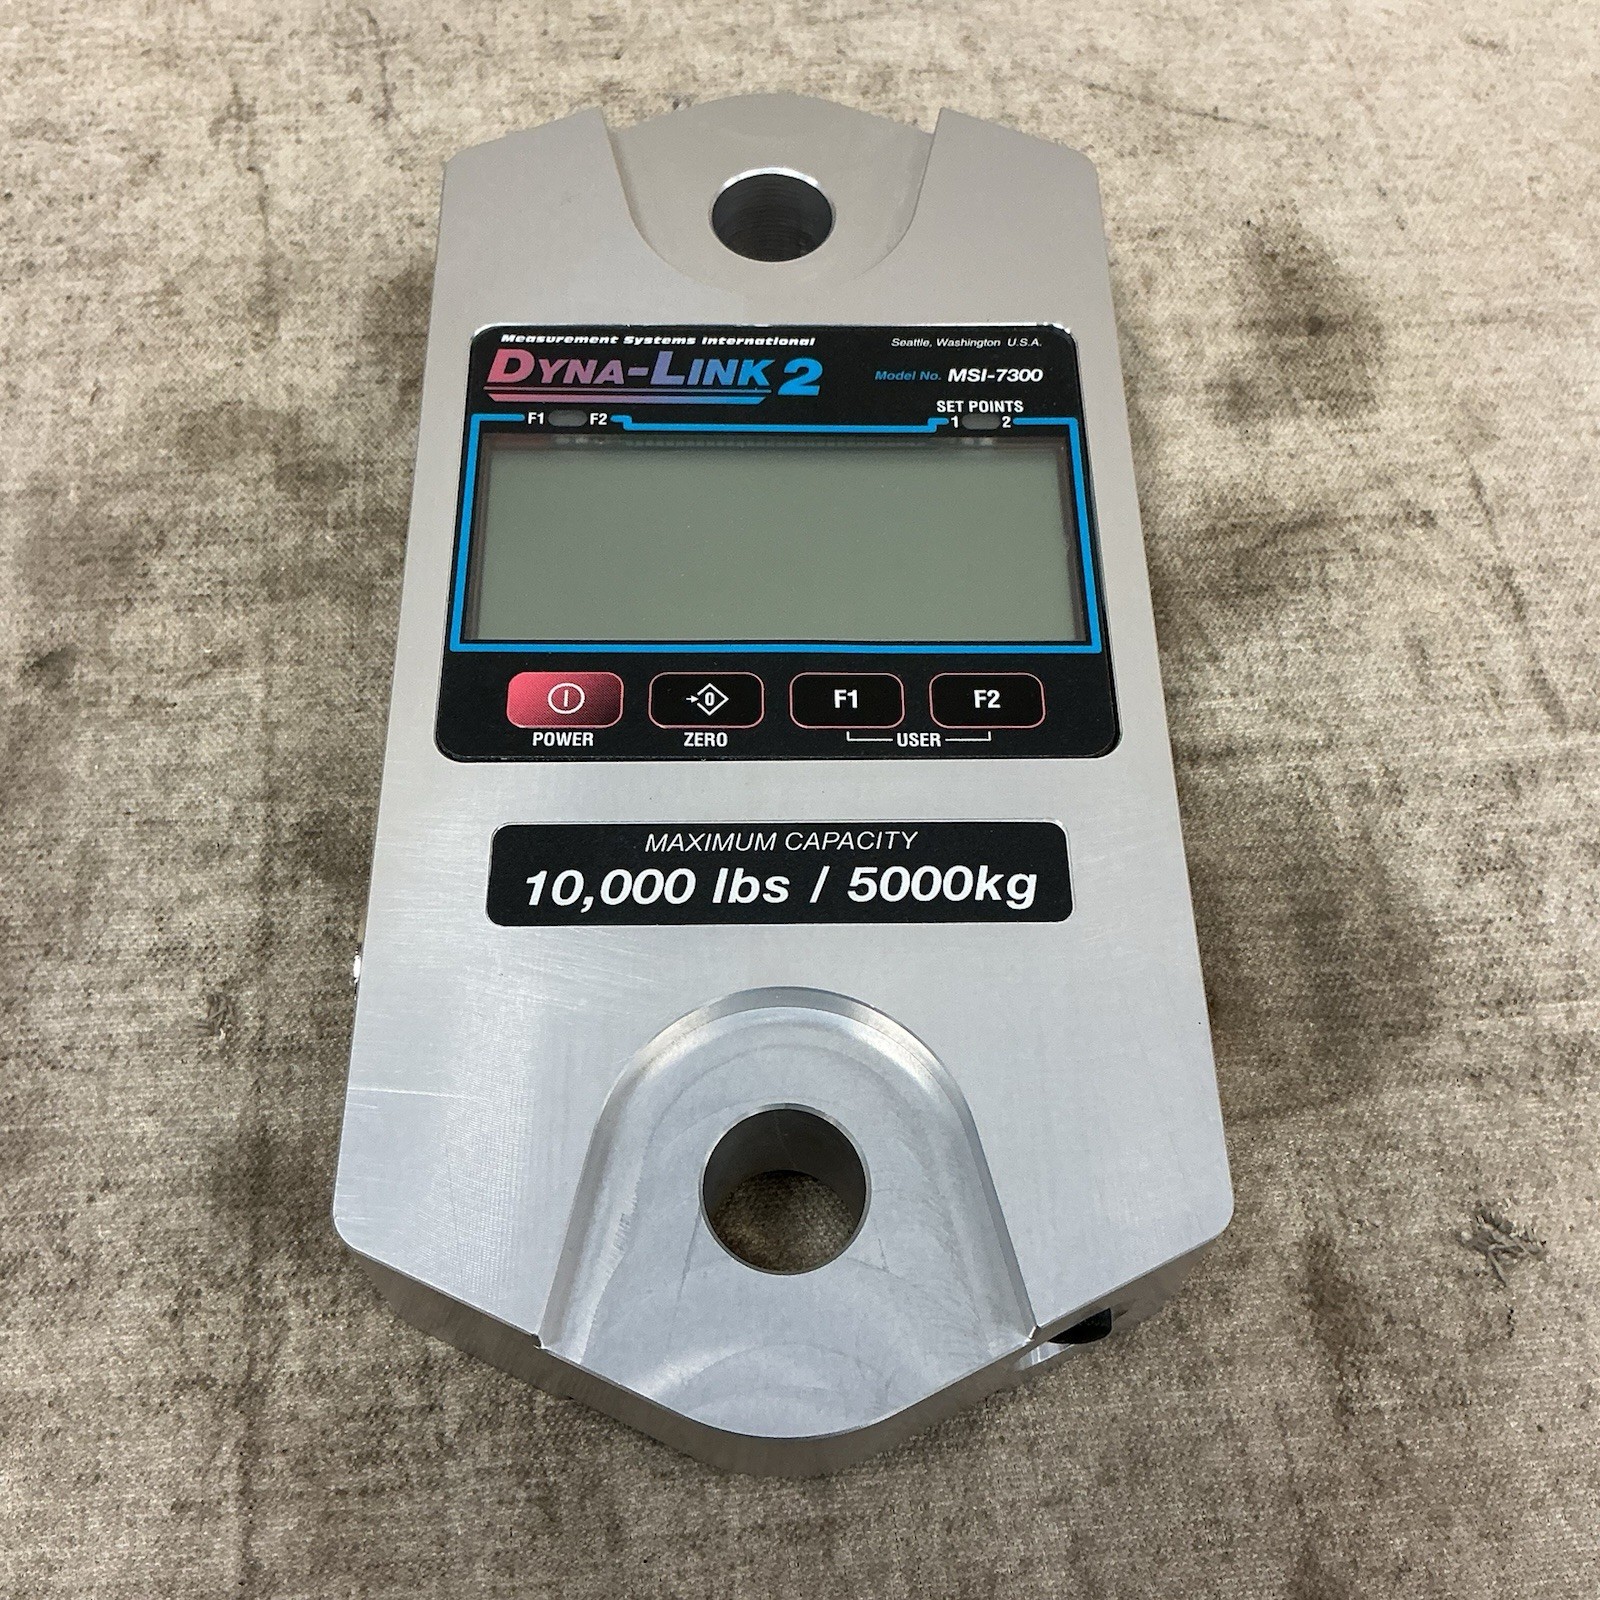 Measurement Systems International
Seattle, Washington U.S.A.
DYNA-LINK 2
Model No. MSI-7300
SET POINTS
F1 F2
1 2
0 F1 F2
POWER ZERO USER
MAXIMUM CAPACITY
10,000 lbs / 5000kg